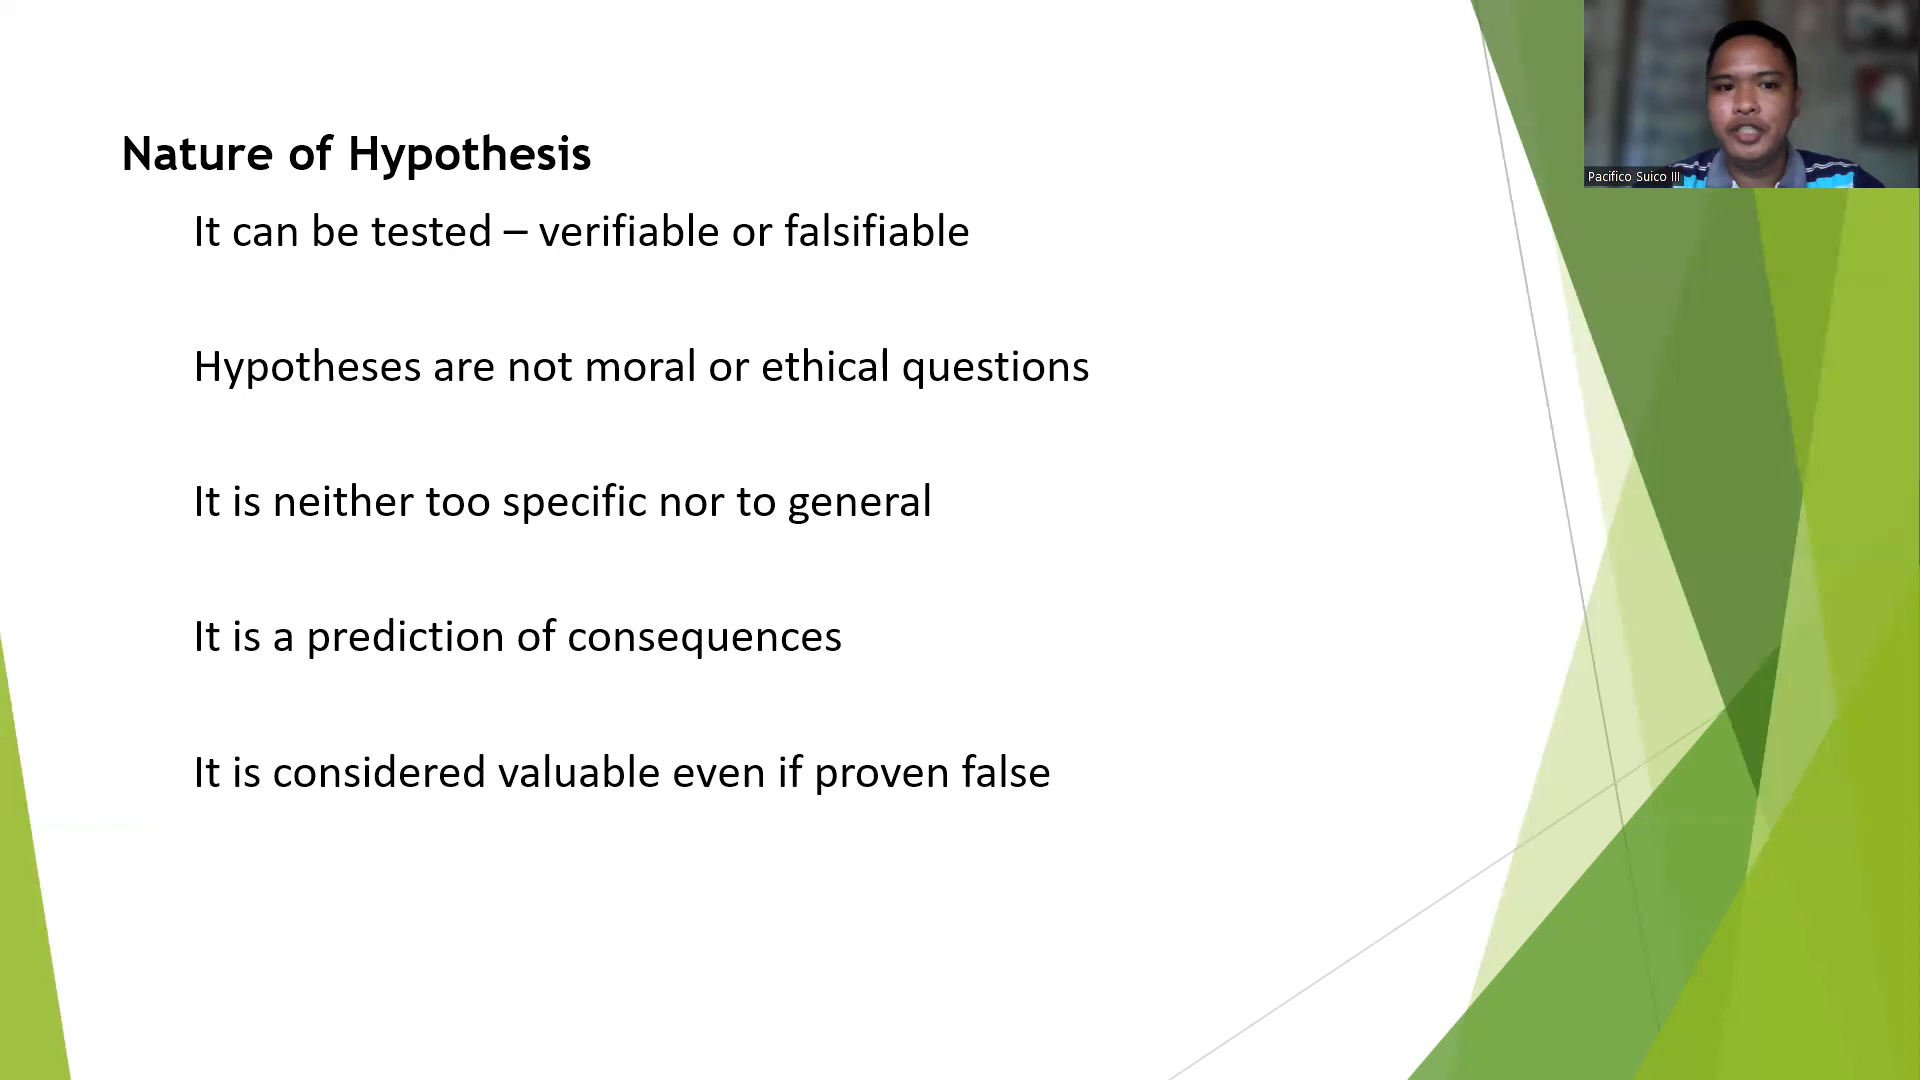 Nature of Hypothesis
It can be tested – verifiable or falsifiable
Hypotheses are not moral or ethical questions
It is neither too specific nor to general
It is a prediction of consequences
It is considered valuable even if proven false
Pacifico Suico III